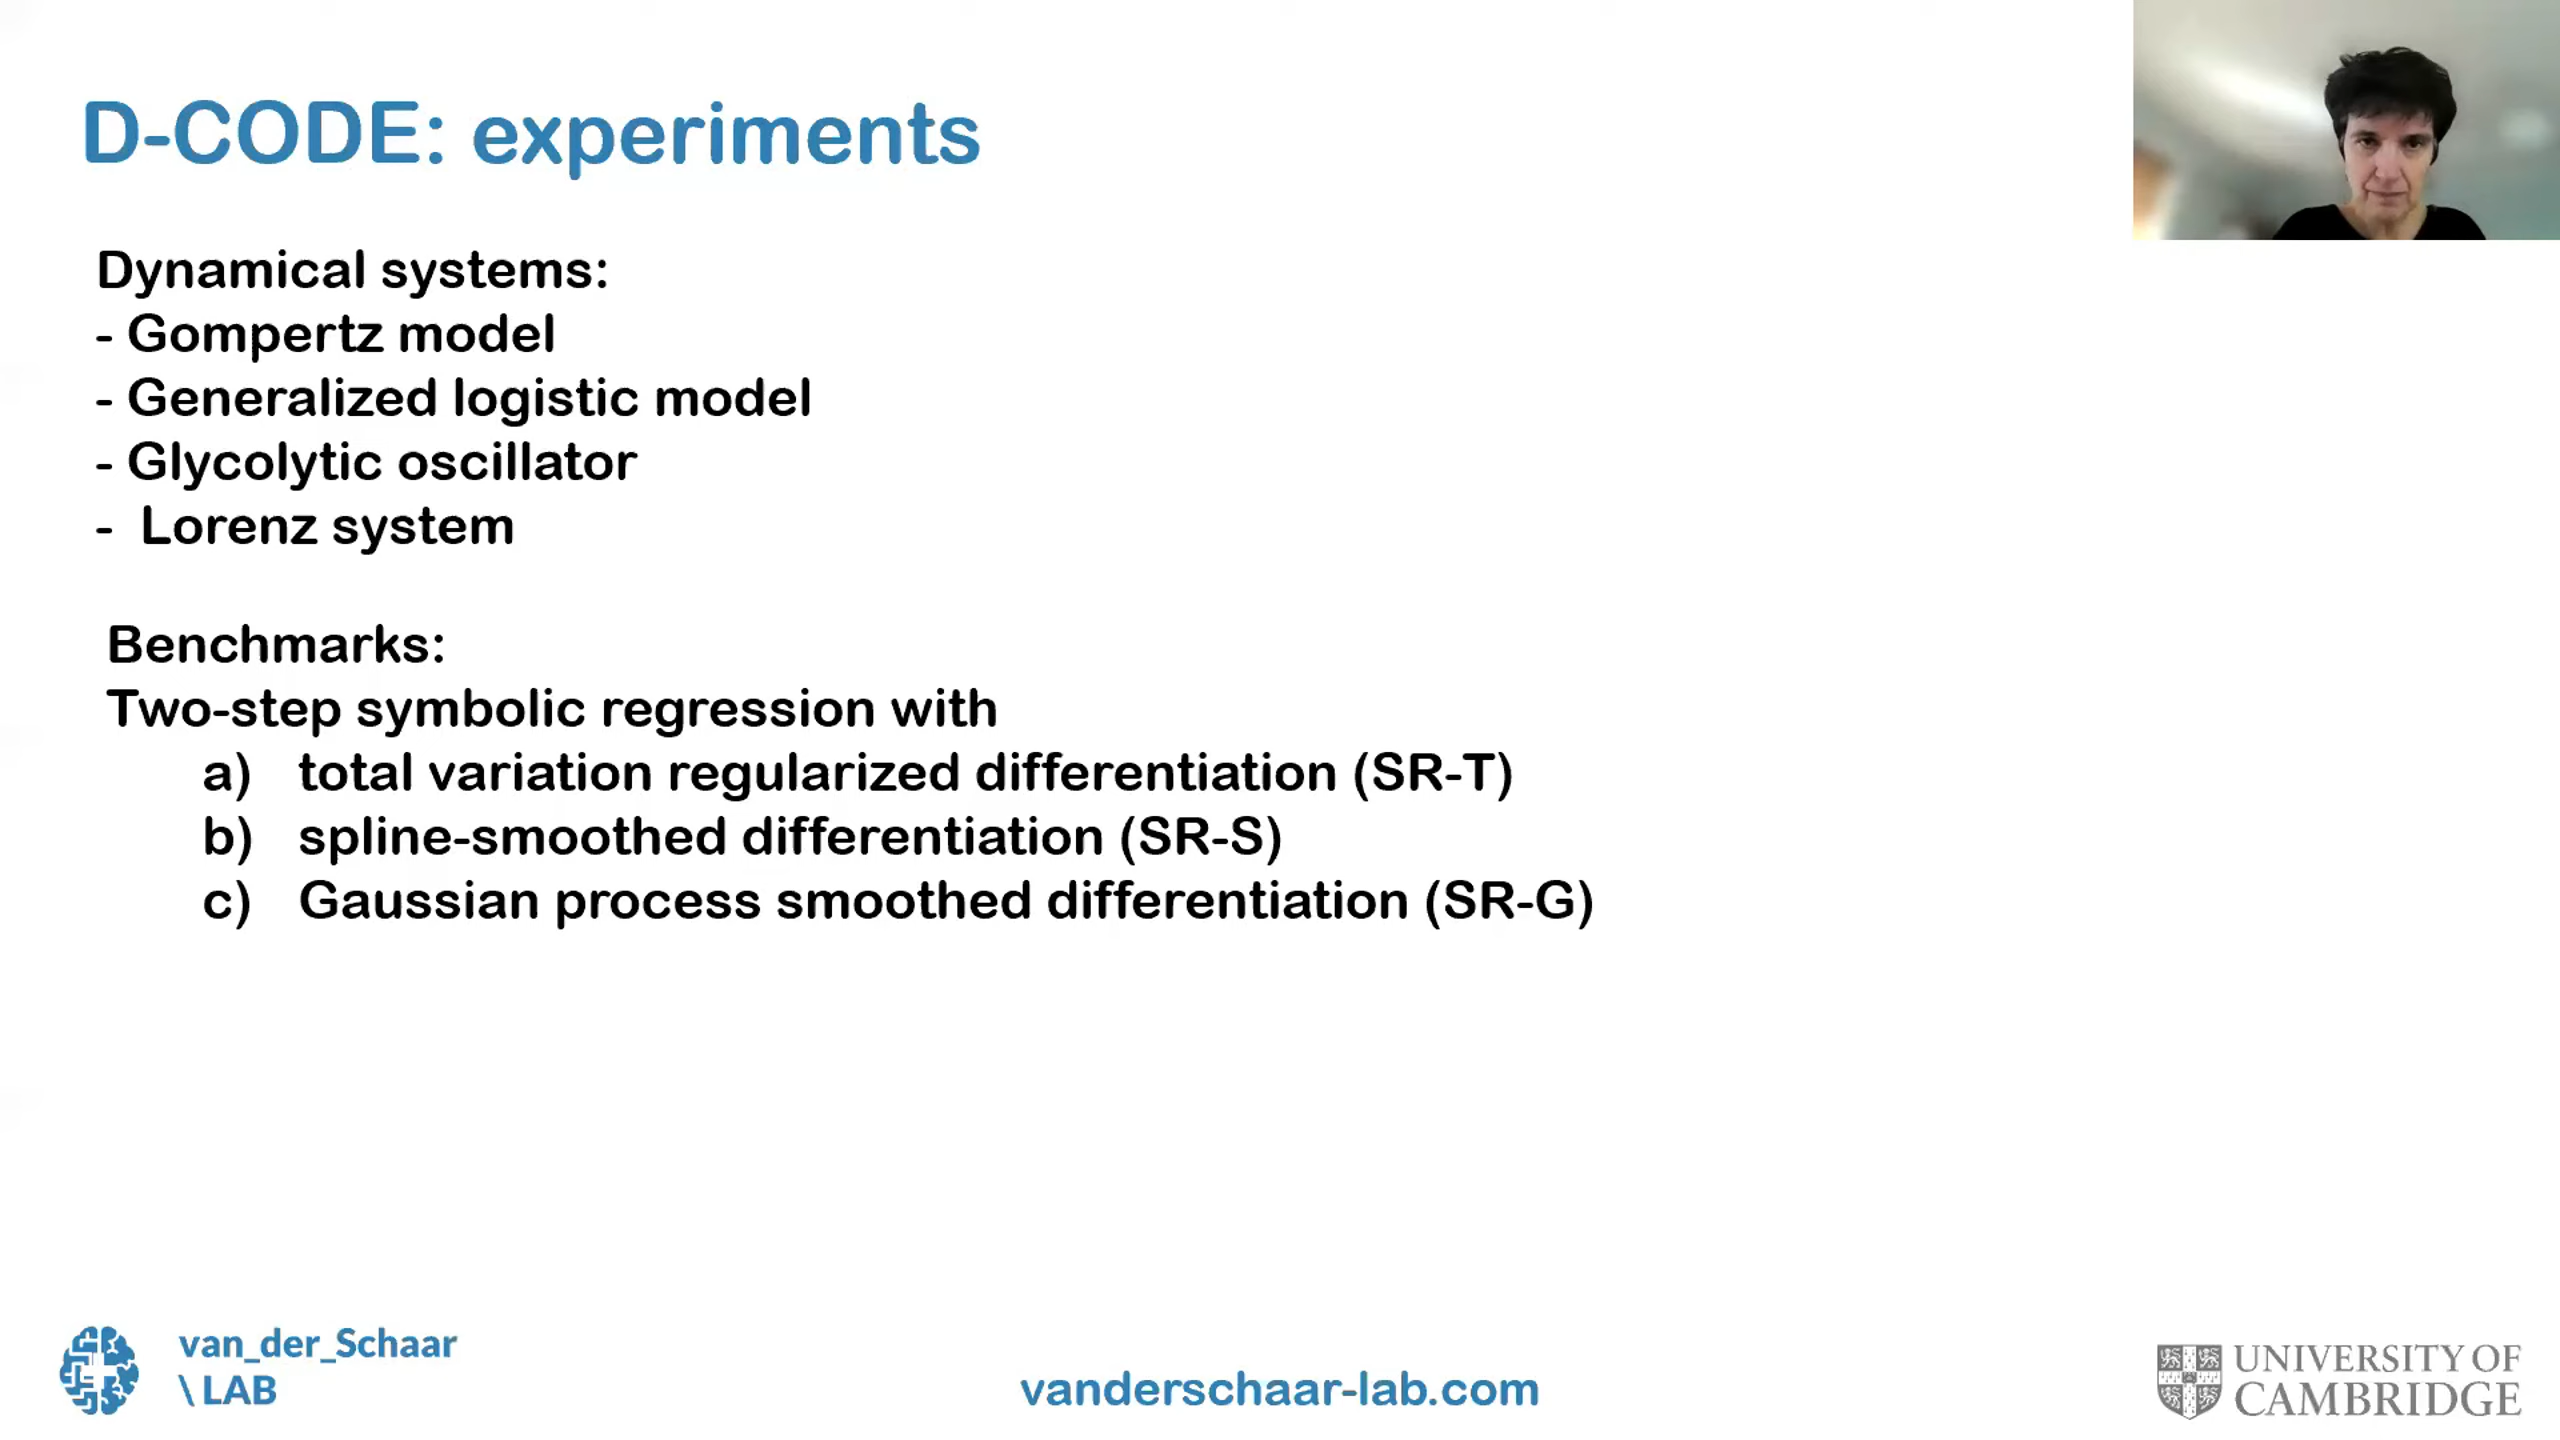 D-CODE: experiments
Dynamical systems:
- Gompertz model
- Generalized logistic model
- Glycolytic oscillator
- Lorenz system
Benchmarks:
Two-step symbolic regression with
a) total variation regularized differentiation (SR-T)
b) spline-smoothed differentiation (SR-S)
c) Gaussian process smoothed differentiation (SR-G)
van_der_Schaar
\ LAB
vanderschaar-lab.com
UNIVERSITY OF
CAMBRIDGE